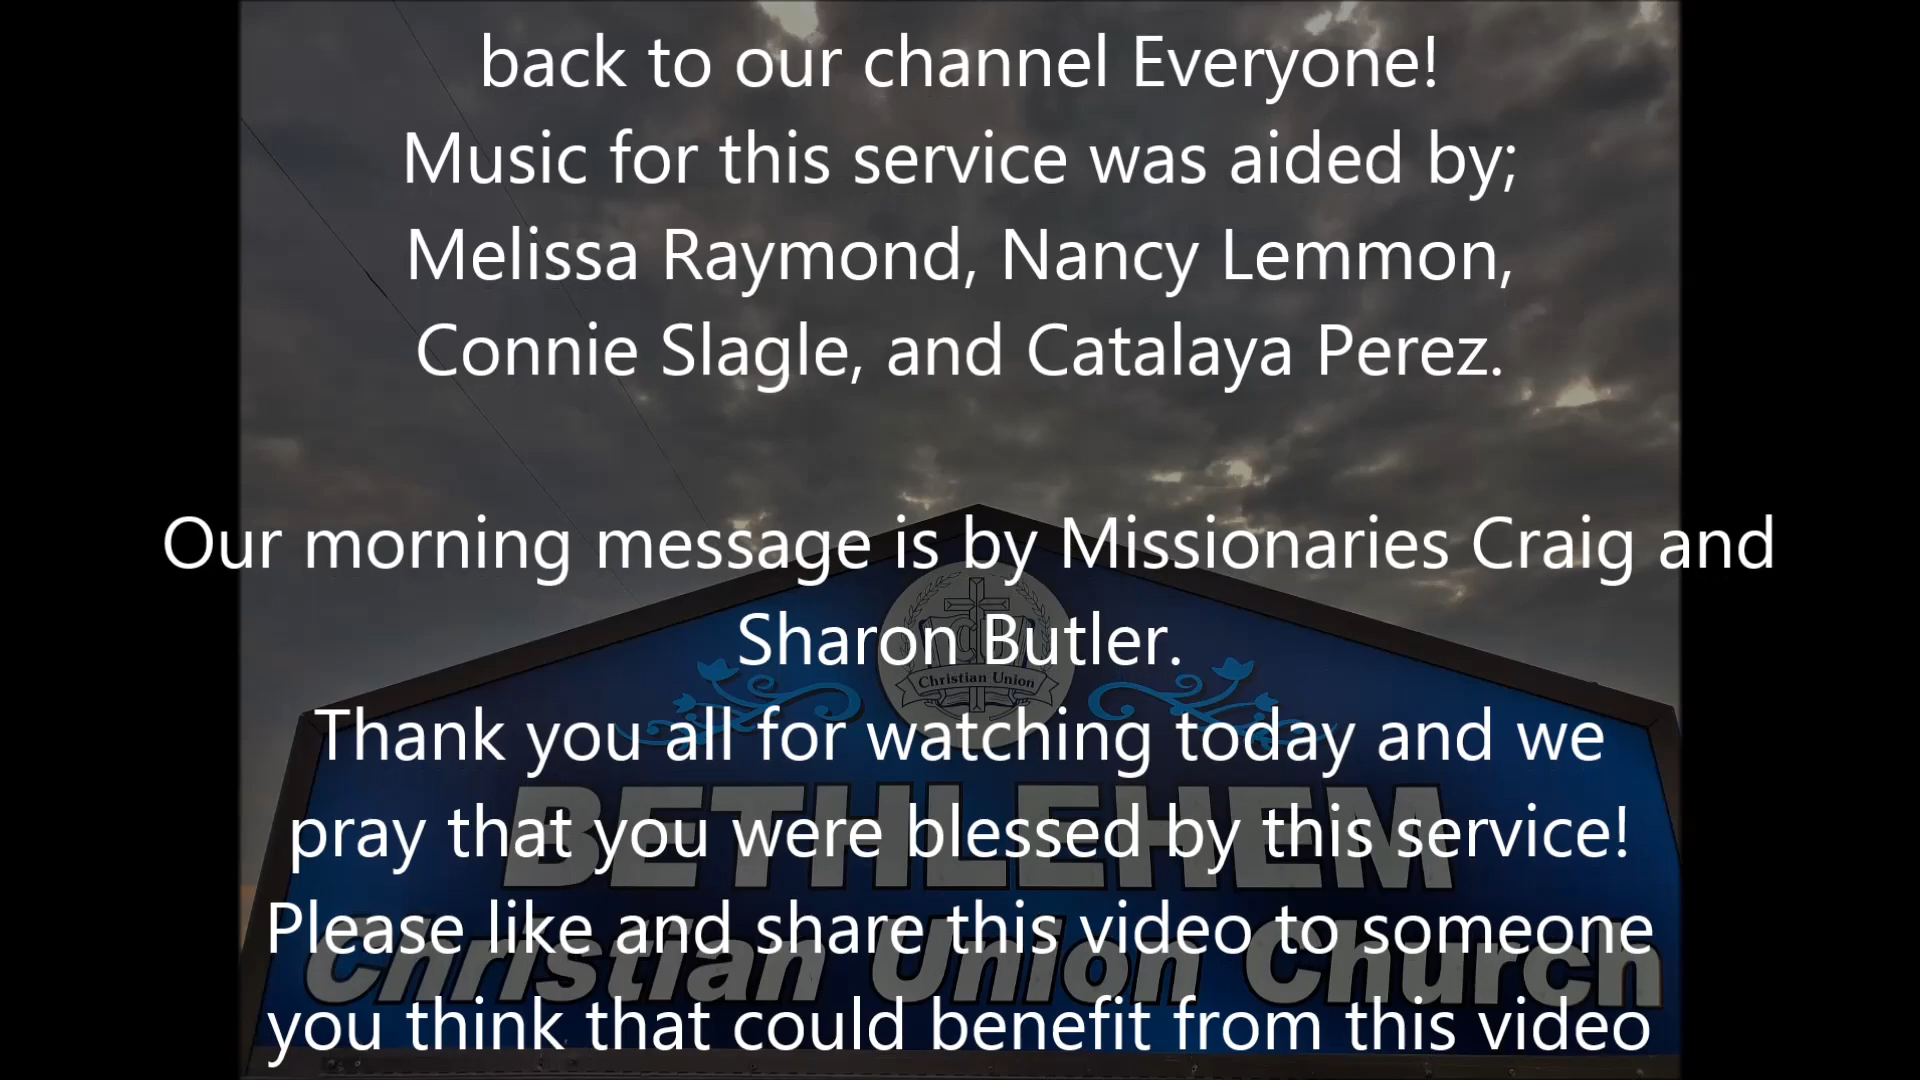 back to our channel Everyone!
Music for this service was aided by;
Melissa Raymond, Nancy Lemmon,
Connie Slagle, and Catalaya Perez.
Our morning message is by Missionaries Craig and
Sharon Butler.
Christian Union
Thank you all for watching today and we
BETHLEHEM
pray that you were blessed by this service!
Please like and share this video to someone
Christian Union Church
you think that could benefit from this video